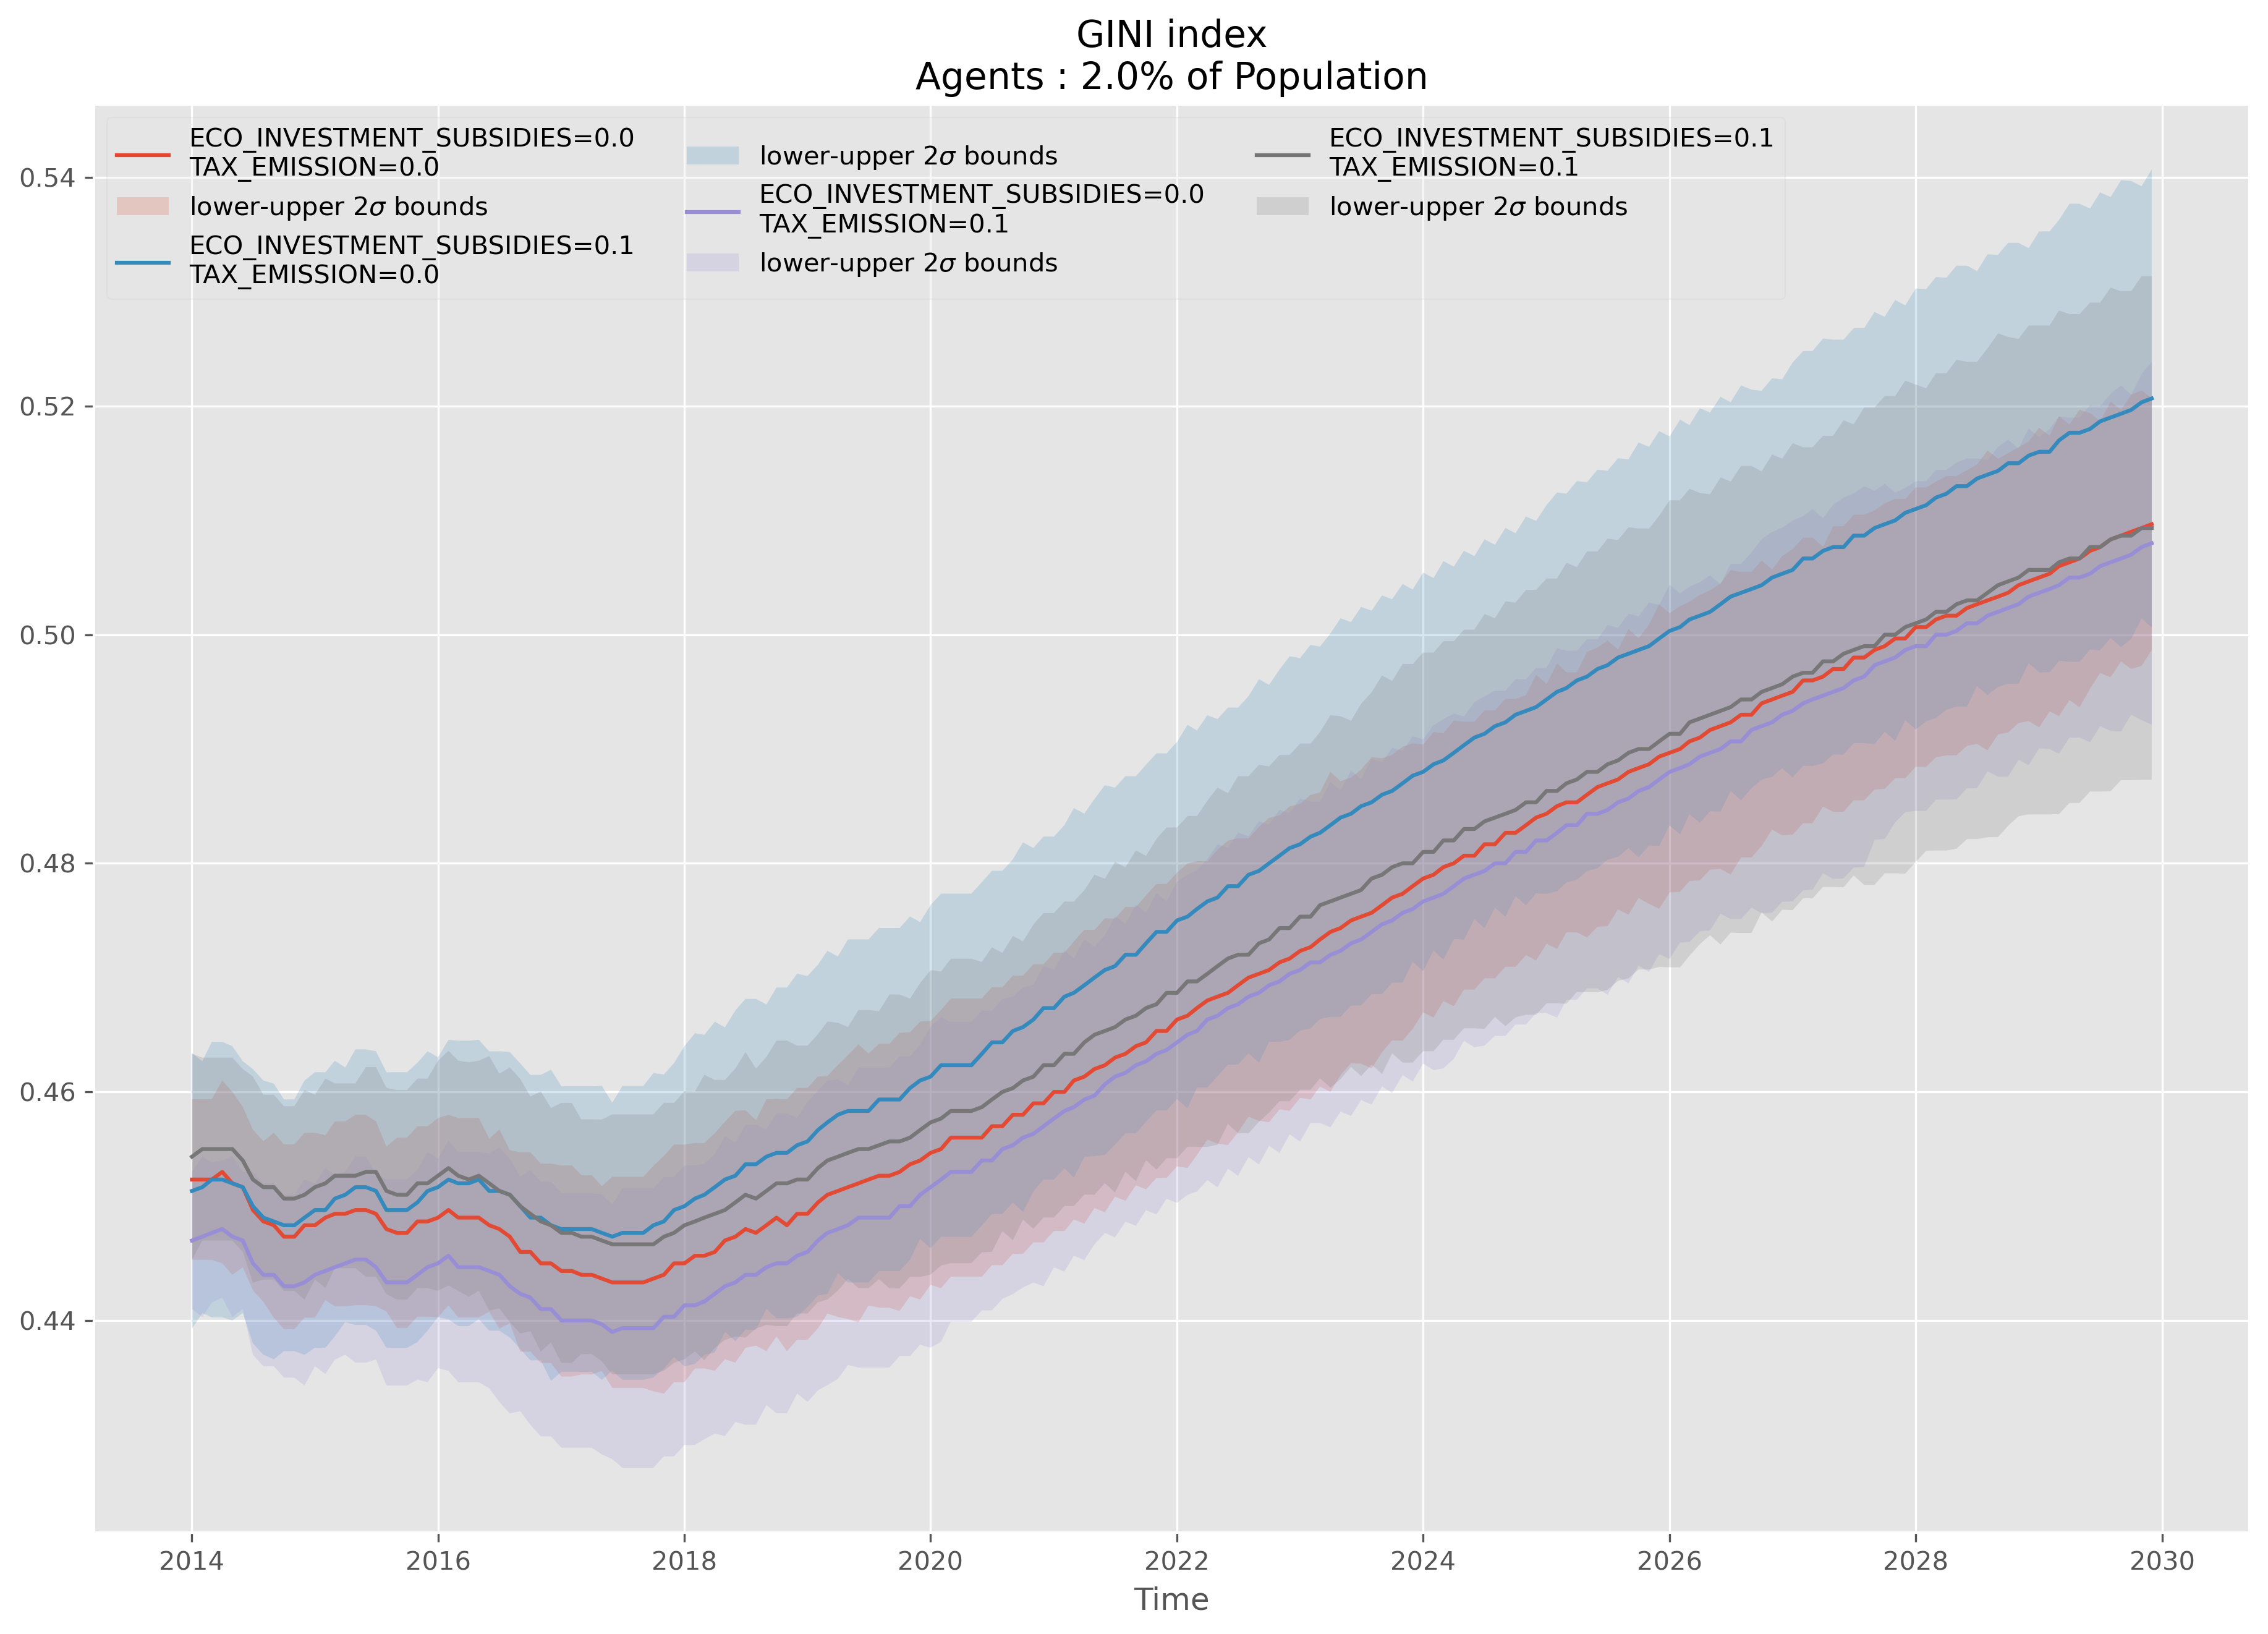 GINI index
Agents : 2.0% of Population
ECO_INVESTMENT_SUBSIDIES=0.0
TAX_EMISSION=0.0
lower-upper 2σ bounds
ECO_INVESTMENT_SUBSIDIES=0.1
TAX_EMISSION=0.0
lower-upper 2σ bounds
ECO_INVESTMENT_SUBSIDIES=0.0
TAX_EMISSION=0.1
lower-upper 2σ bounds
ECO_INVESTMENT_SUBSIDIES=0.1
TAX_EMISSION=0.1
lower-upper 2σ bounds
0.54
0.52
0.50
0.48
0.46
0.44
2014 2016 2018 2020 2022 2024 2026 2028 2030
Time